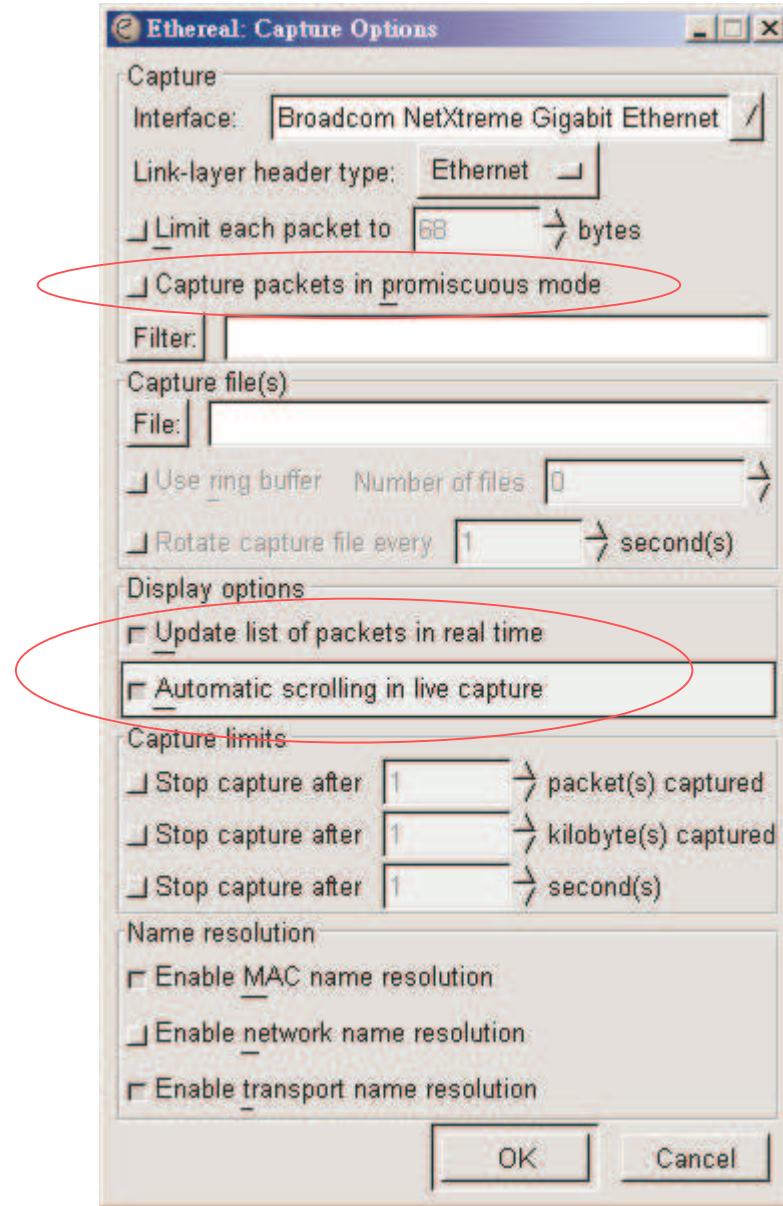 Ethereal: Capture Options
Capture
Interface: Broadcom NetXtreme Gigabit Ethernet
Link-layer header type: Ethernet
Limit each packet to 68 bytes
Capture packets in promiscuous mode
Filter:
Capture file(s)
File:
Use ring buffer Number of files 0
Rotate capture file every 1 second(s)
Display options
Update list of packets in real time
Automatic scrolling in live capture
Capture limits
Stop capture after 1 packet(s) captured
Stop capture after 1 kilobyte(s) captured
Stop capture after 1 second(s)
Name resolution
Enable MAC name resolution
Enable network name resolution
Enable transport name resolution
OK Cancel